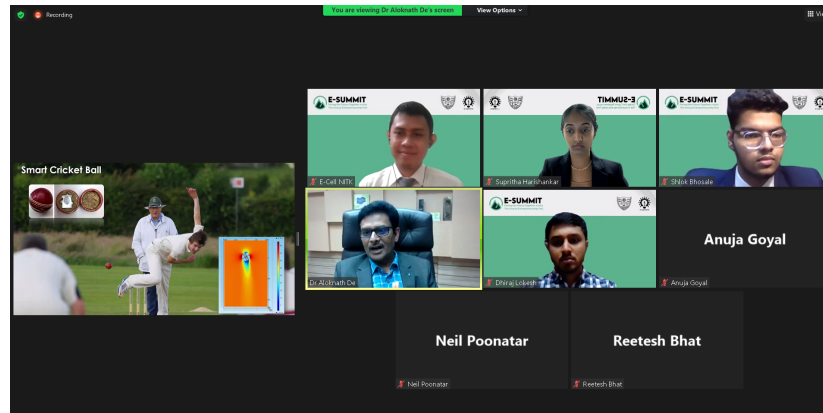 Recording
You are viewing Dr Aloknath De's screen
View Options
Vie
Smart Cricket Ball
E-SUMMIT
E-Cell NITK
E-SUMMIT
Supritha Harishankar
E-SUMMIT
Shlok Bhosale
Dr Aloknath De
E-SUMMIT
Dhiraj Lokesh
Anuja Goyal
Anuja Goyal
Neil Poonatar
Neil Poonatar
Reetesh Bhat
Reetesh Bhat